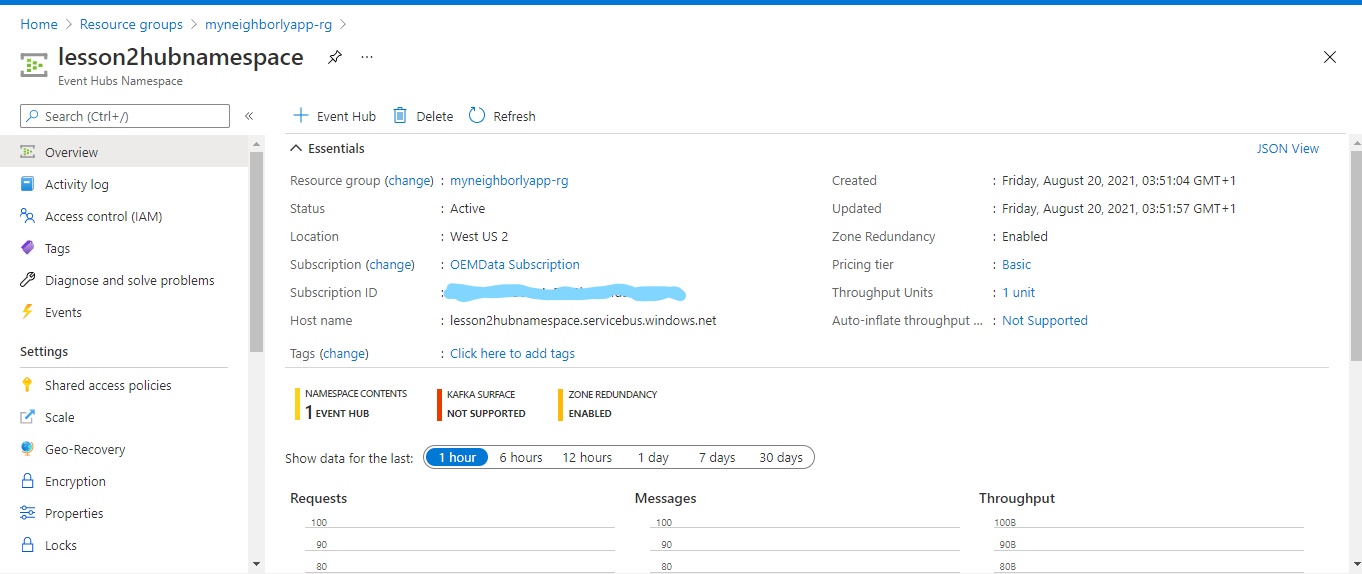 Home > Resource groups > myneighborlyapp-rg >
lesson2hubnamespace
Event Hubs Namespace
Search (Ctrl+/)
Overview
Activity log
Access control (IAM)
Tags
Diagnose and solve problems
Events
Settings
Shared access policies
Scale
Geo-Recovery
Encryption
Properties
Locks
Event Hub Delete Refresh
Essentials JSON View
Resource group (change) : myneighborlyapp-rg
Status : Active
Location : West US 2
Subscription (change) : OEMData Subscription
Subscription ID :
Host name : lesson2hubnamespace.servicebus.windows.net
Tags (change) : Click here to add tags
Created : Friday, August 20, 2021, 03:51:04 GMT+1
Updated : Friday, August 20, 2021, 03:51:57 GMT+1
Zone Redundancy : Enabled
Pricing tier : Basic
Throughput Units : 1 unit
Auto-inflate throughput ... : Not Supported
NAMESPACE CONTENTS
1 EVENT HUB
KAFKA SURFACE
NOT SUPPORTED
ZONE REDUNDANCY
ENABLED
Show data for the last: 1 hour 6 hours 12 hours 1 day 7 days 30 days
Requests
100
90
80
Messages
100
90
80
Throughput
100B
90B
80B